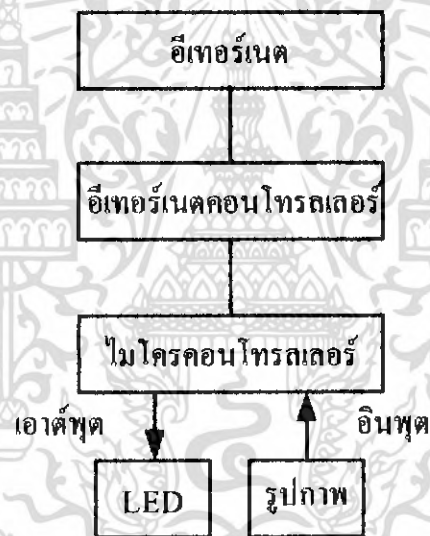 อีเทอร์เนต
อีเทอร์เนตคอนโทรลเลอร์
ไมโครคอนโทรลเลอร์
เอาต์พุต
อินพุต
LED
รูปภาพ